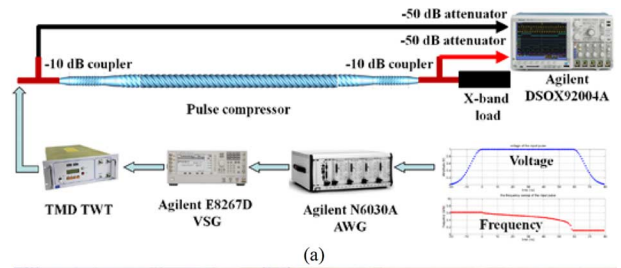 -50 dB attenuator
-50 dB attenuator
-10 dB coupler
-10 dB coupler
Agilent
DSOX92004A
X-band
load
Pulse compressor
Voltage
Frequency
TMD TWT
Agilent E8267D
VSG
Agilent N6030A
AWG
(a)